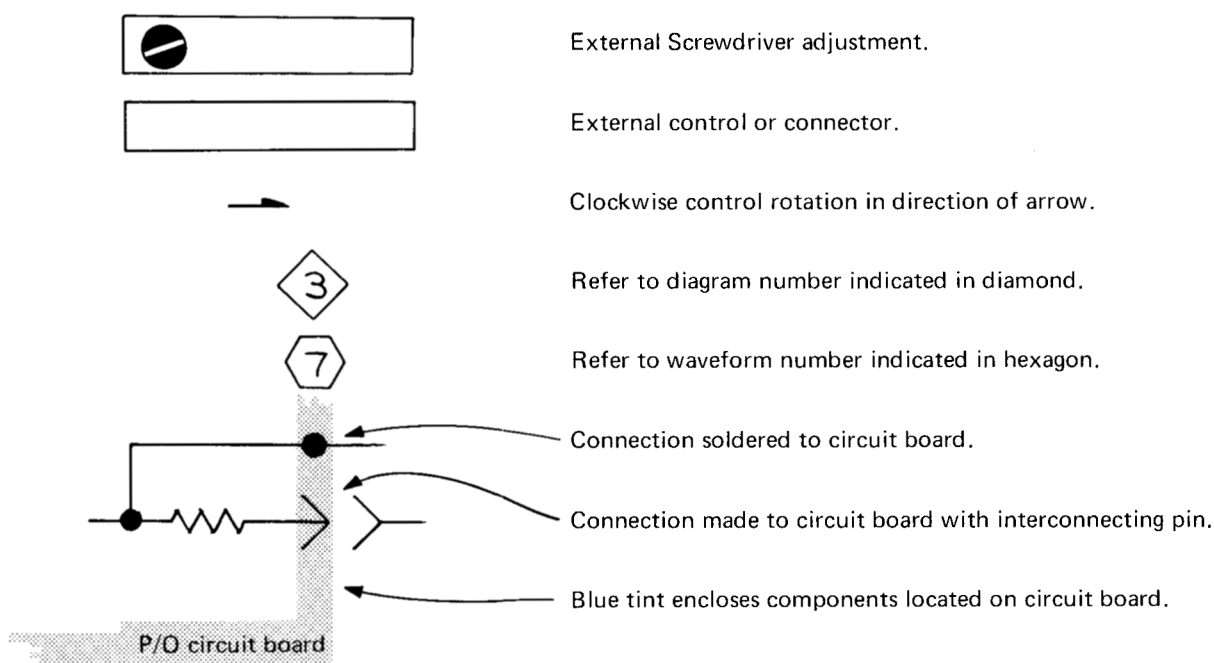 External Screwdriver adjustment.
External control or connector.
Clockwise control rotation in direction of arrow.
3
Refer to diagram number indicated in diamond.
7
Refer to waveform number indicated in hexagon.
Connection soldered to circuit board.
Connection made to circuit board with interconnecting pin.
Blue tint encloses components located on circuit board.
P/O circuit board